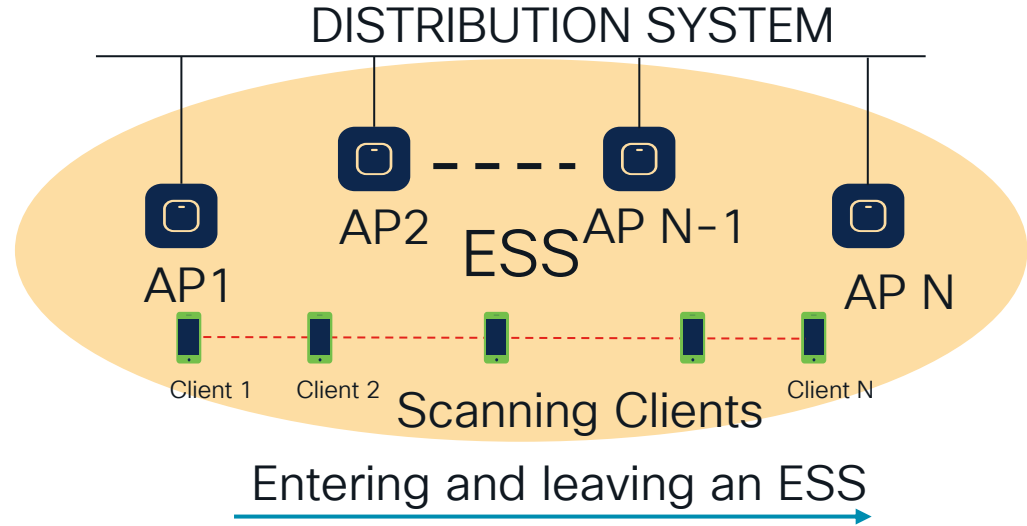 DISTRIBUTION SYSTEM
AP1
AP2
ESS
AP N-1
AP N
Client 1
Client 2
Client N
Scanning Clients
Entering and leaving an ESS